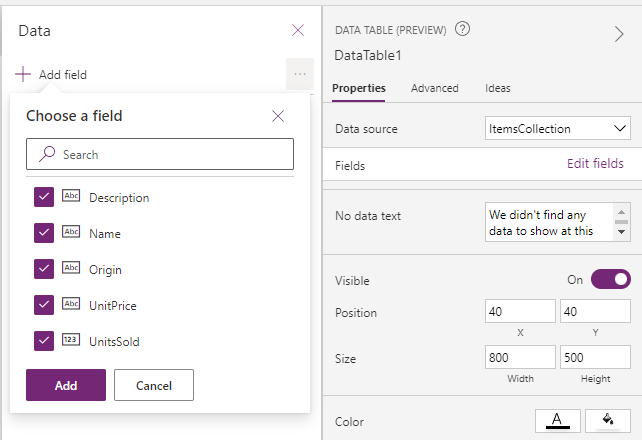 Data
Add field
...
Choose a field
Search
Abc Description
Abc Name
Abc Origin
Abc UnitPrice
123 UnitsSold
Add Cancel
DATA TABLE (PREVIEW) ?
DataTable1
Properties Advanced Ideas
Data source ItemsCollection
Fields Edit fields
No data text We didn't find any
data to show at this
Visible On
Position 40 40
X Y
Size 800 500
Width Height
Color A